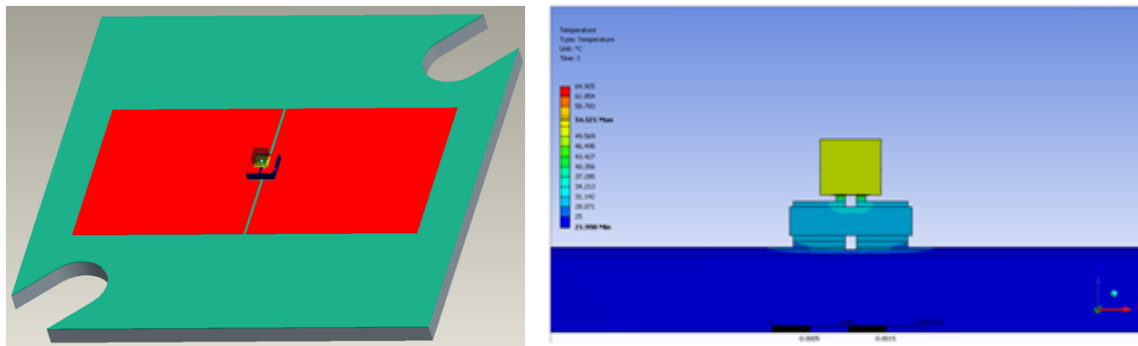 Temperature
Type: Temperature
Unit: °C
Time: 1
64.925
61.854
58.783
54.521 Max
49.569
46.498
43.427
40.356
37.285
34.213
31.142
28.071
25
21.998 Min
0.0005
0.0015